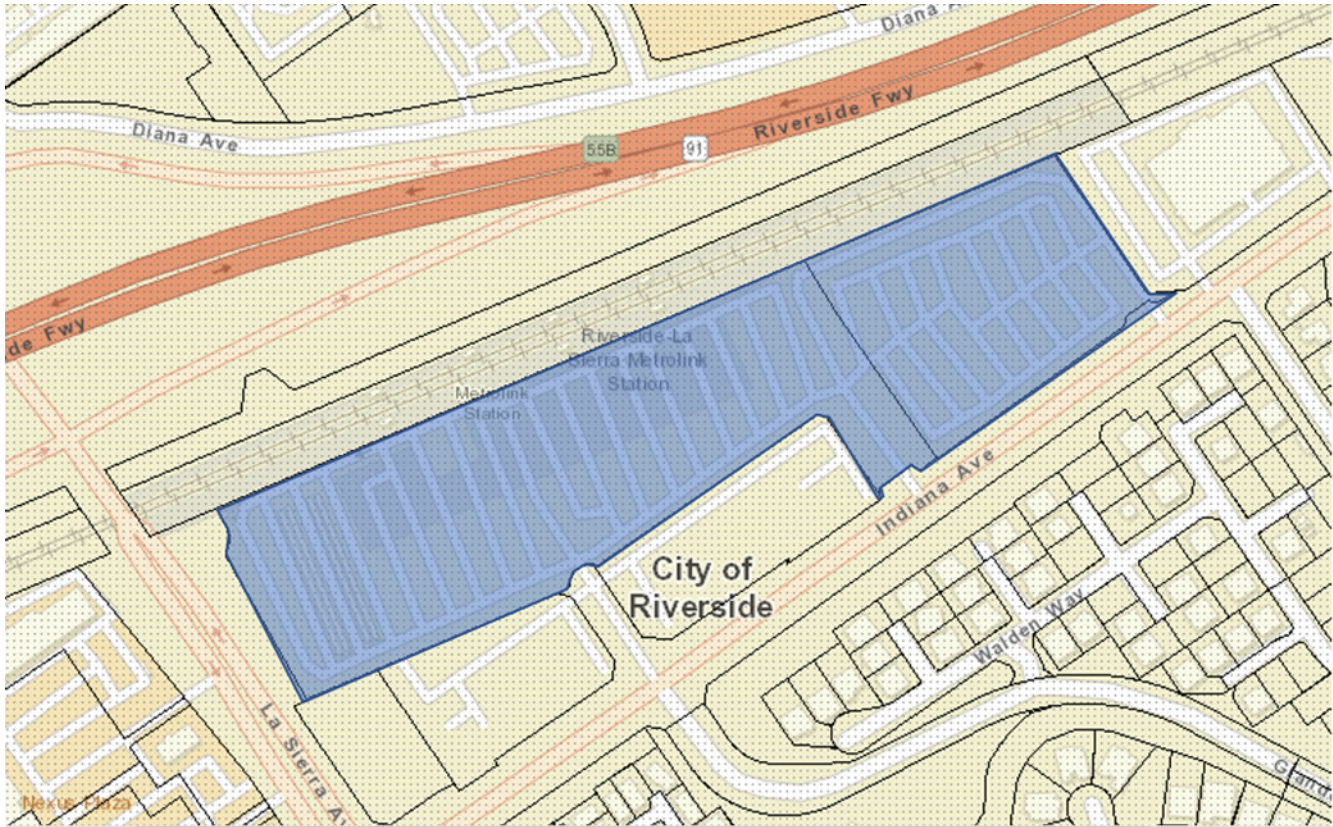 Diana A
Riverside Fwy
Diana Ave
55B
91
de Fwy
Riverside-La
Sierra Metrolink
Station
Metrolink
Station
Indiana Ave
City of
Riverside
Walden Way
La Sierra Av
Grand
Nexus Plaza